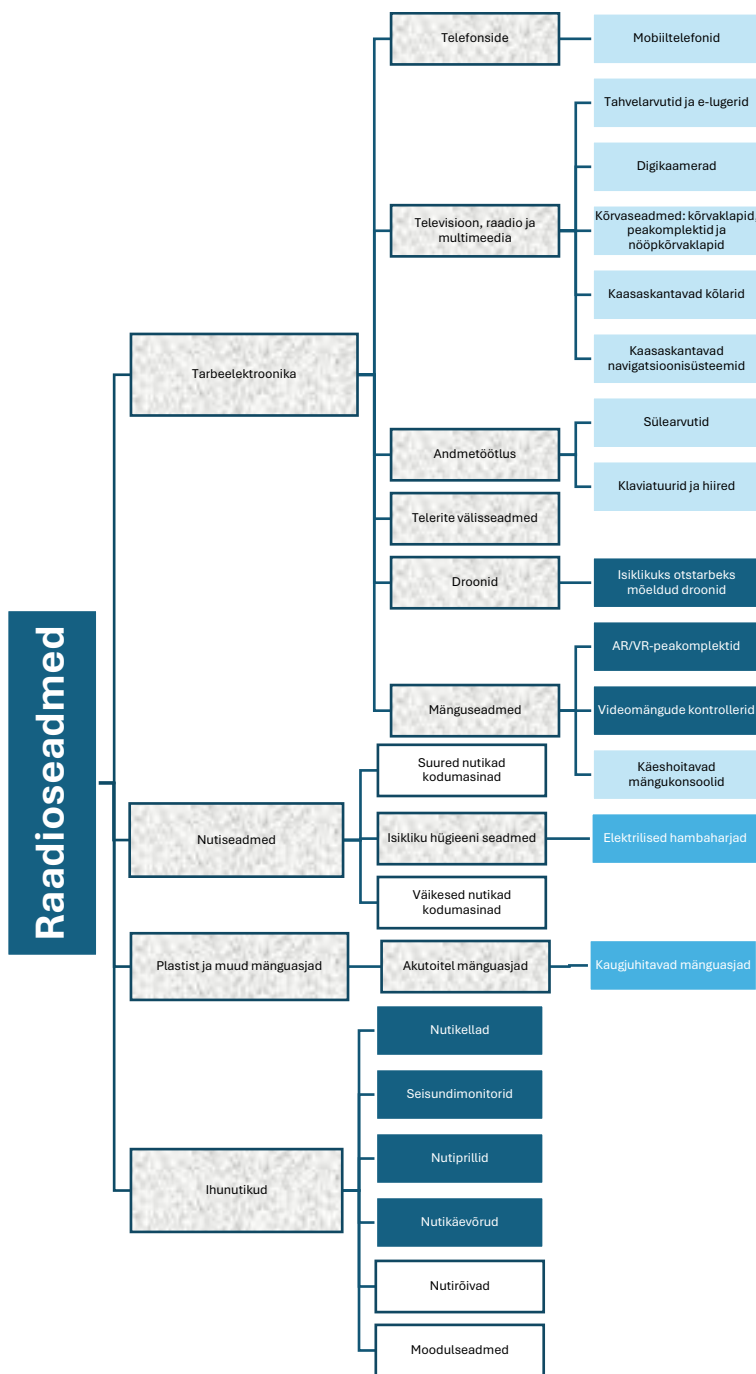 Raadioseadmed
Tarbeelektroonika
Telefonside
Mobiiltelefonid
Televisioon, raadio ja
multimeedia
Tahvelarvutid ja e-lugerid
Digikaamerad
Kõrvaseadmed: kõrvaklapid,
peakomplektid ja
nööpkõrvaklapid
Kaasaskantavad kõlarid
Kaasaskantavad
navigatsioonisüsteemid
Andmetöötlus
Sülearvutid
Klaviatuurid ja hiired
Telerite välisseadmed
Droonid
Isiklikuks otstarbeks
mõeldud droonid
Mänguseadmed
AR/VR-peakomplektid
Videomängude kontrollerid
Käeshoitavad
mängukonsoolid
Nutiseadmed
Suured nutikad
kodumasinad
Isikliku hügieeni seadmed
Elektrilised hambaharjad
Väikesed nutikad
kodumasinad
Plastist ja muud mänguasjad
Akutoitel mänguasjad
Kaugjuhitavad mänguasjad
Ihunutikud
Nutikellad
Seisundimonitorid
Nutiprillid
Nutikäevõrud
Nutirõivad
Moodulseadmed